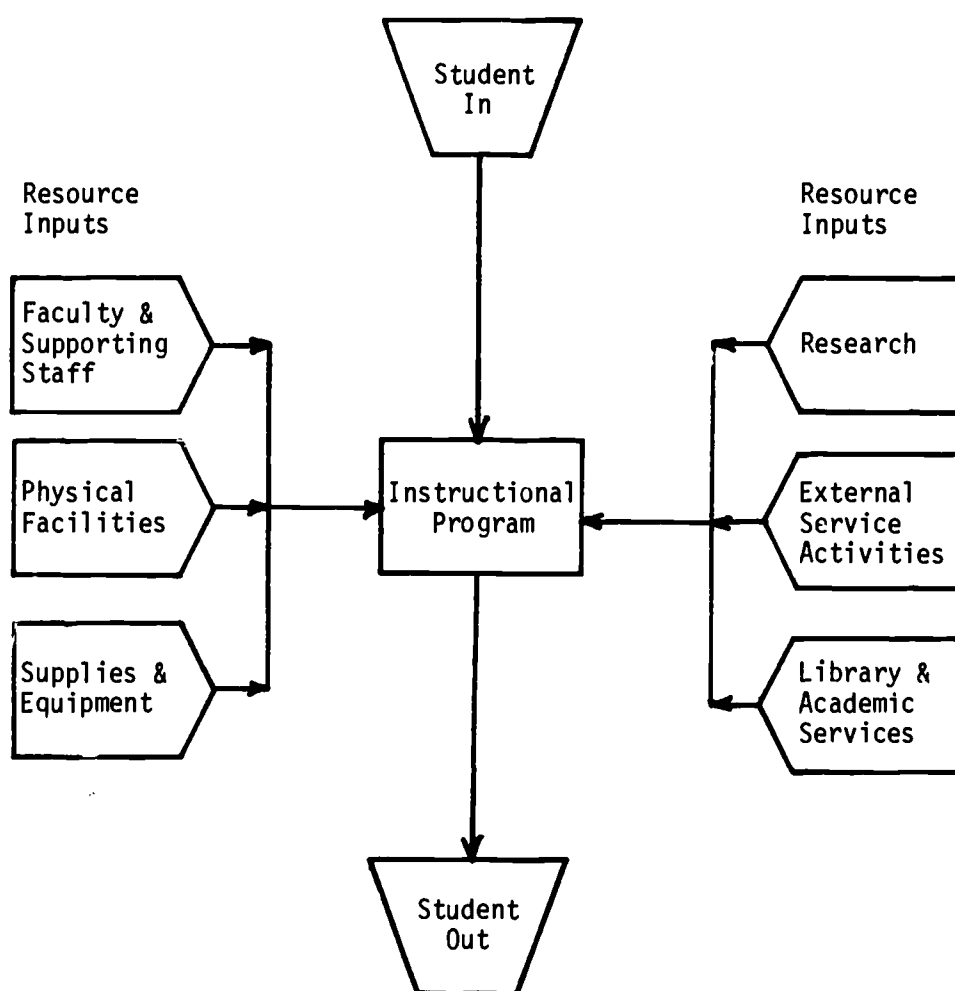 Student
In
Resource
Inputs
Resource
Inputs
Faculty &
Supporting
Staff
Research
Physical
Facilities
Instructional
Program
External
Service
Activities
Supplies &
Equipment
Library &
Academic
Services
Student
Out